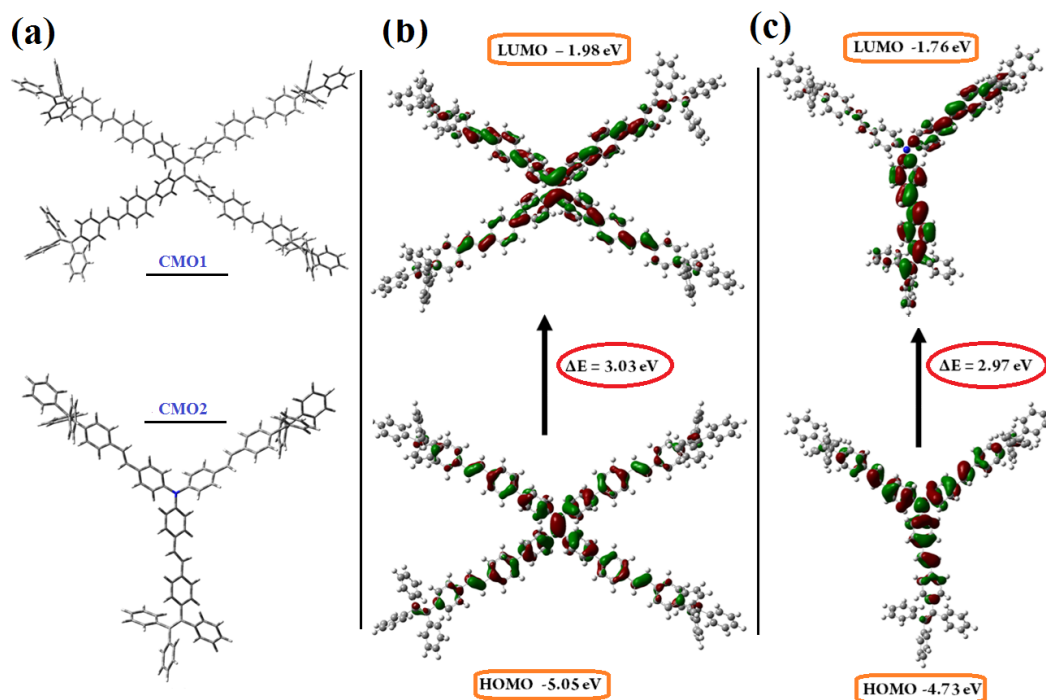 (a)
CMO1
CMO2
(b)
LUMO - 1.98 eV
ΔE = 3.03 eV
HOMO -5.05 eV
(c)
LUMO -1.76 eV
ΔE = 2.97 eV
HOMO -4.73 eV